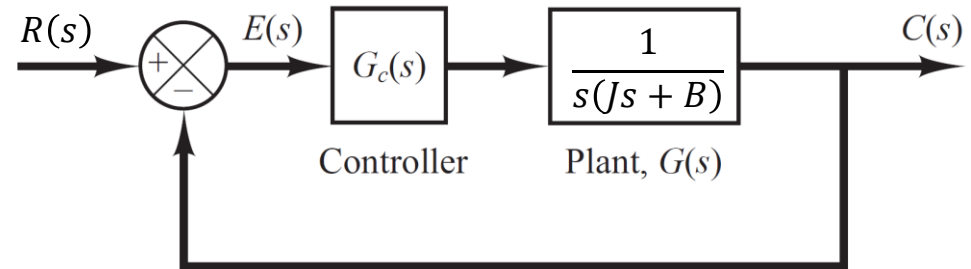 R(s)
+
−
E(s)
G_c(s)
Controller
1
s(Js + B)
Plant, G(s)
C(s)